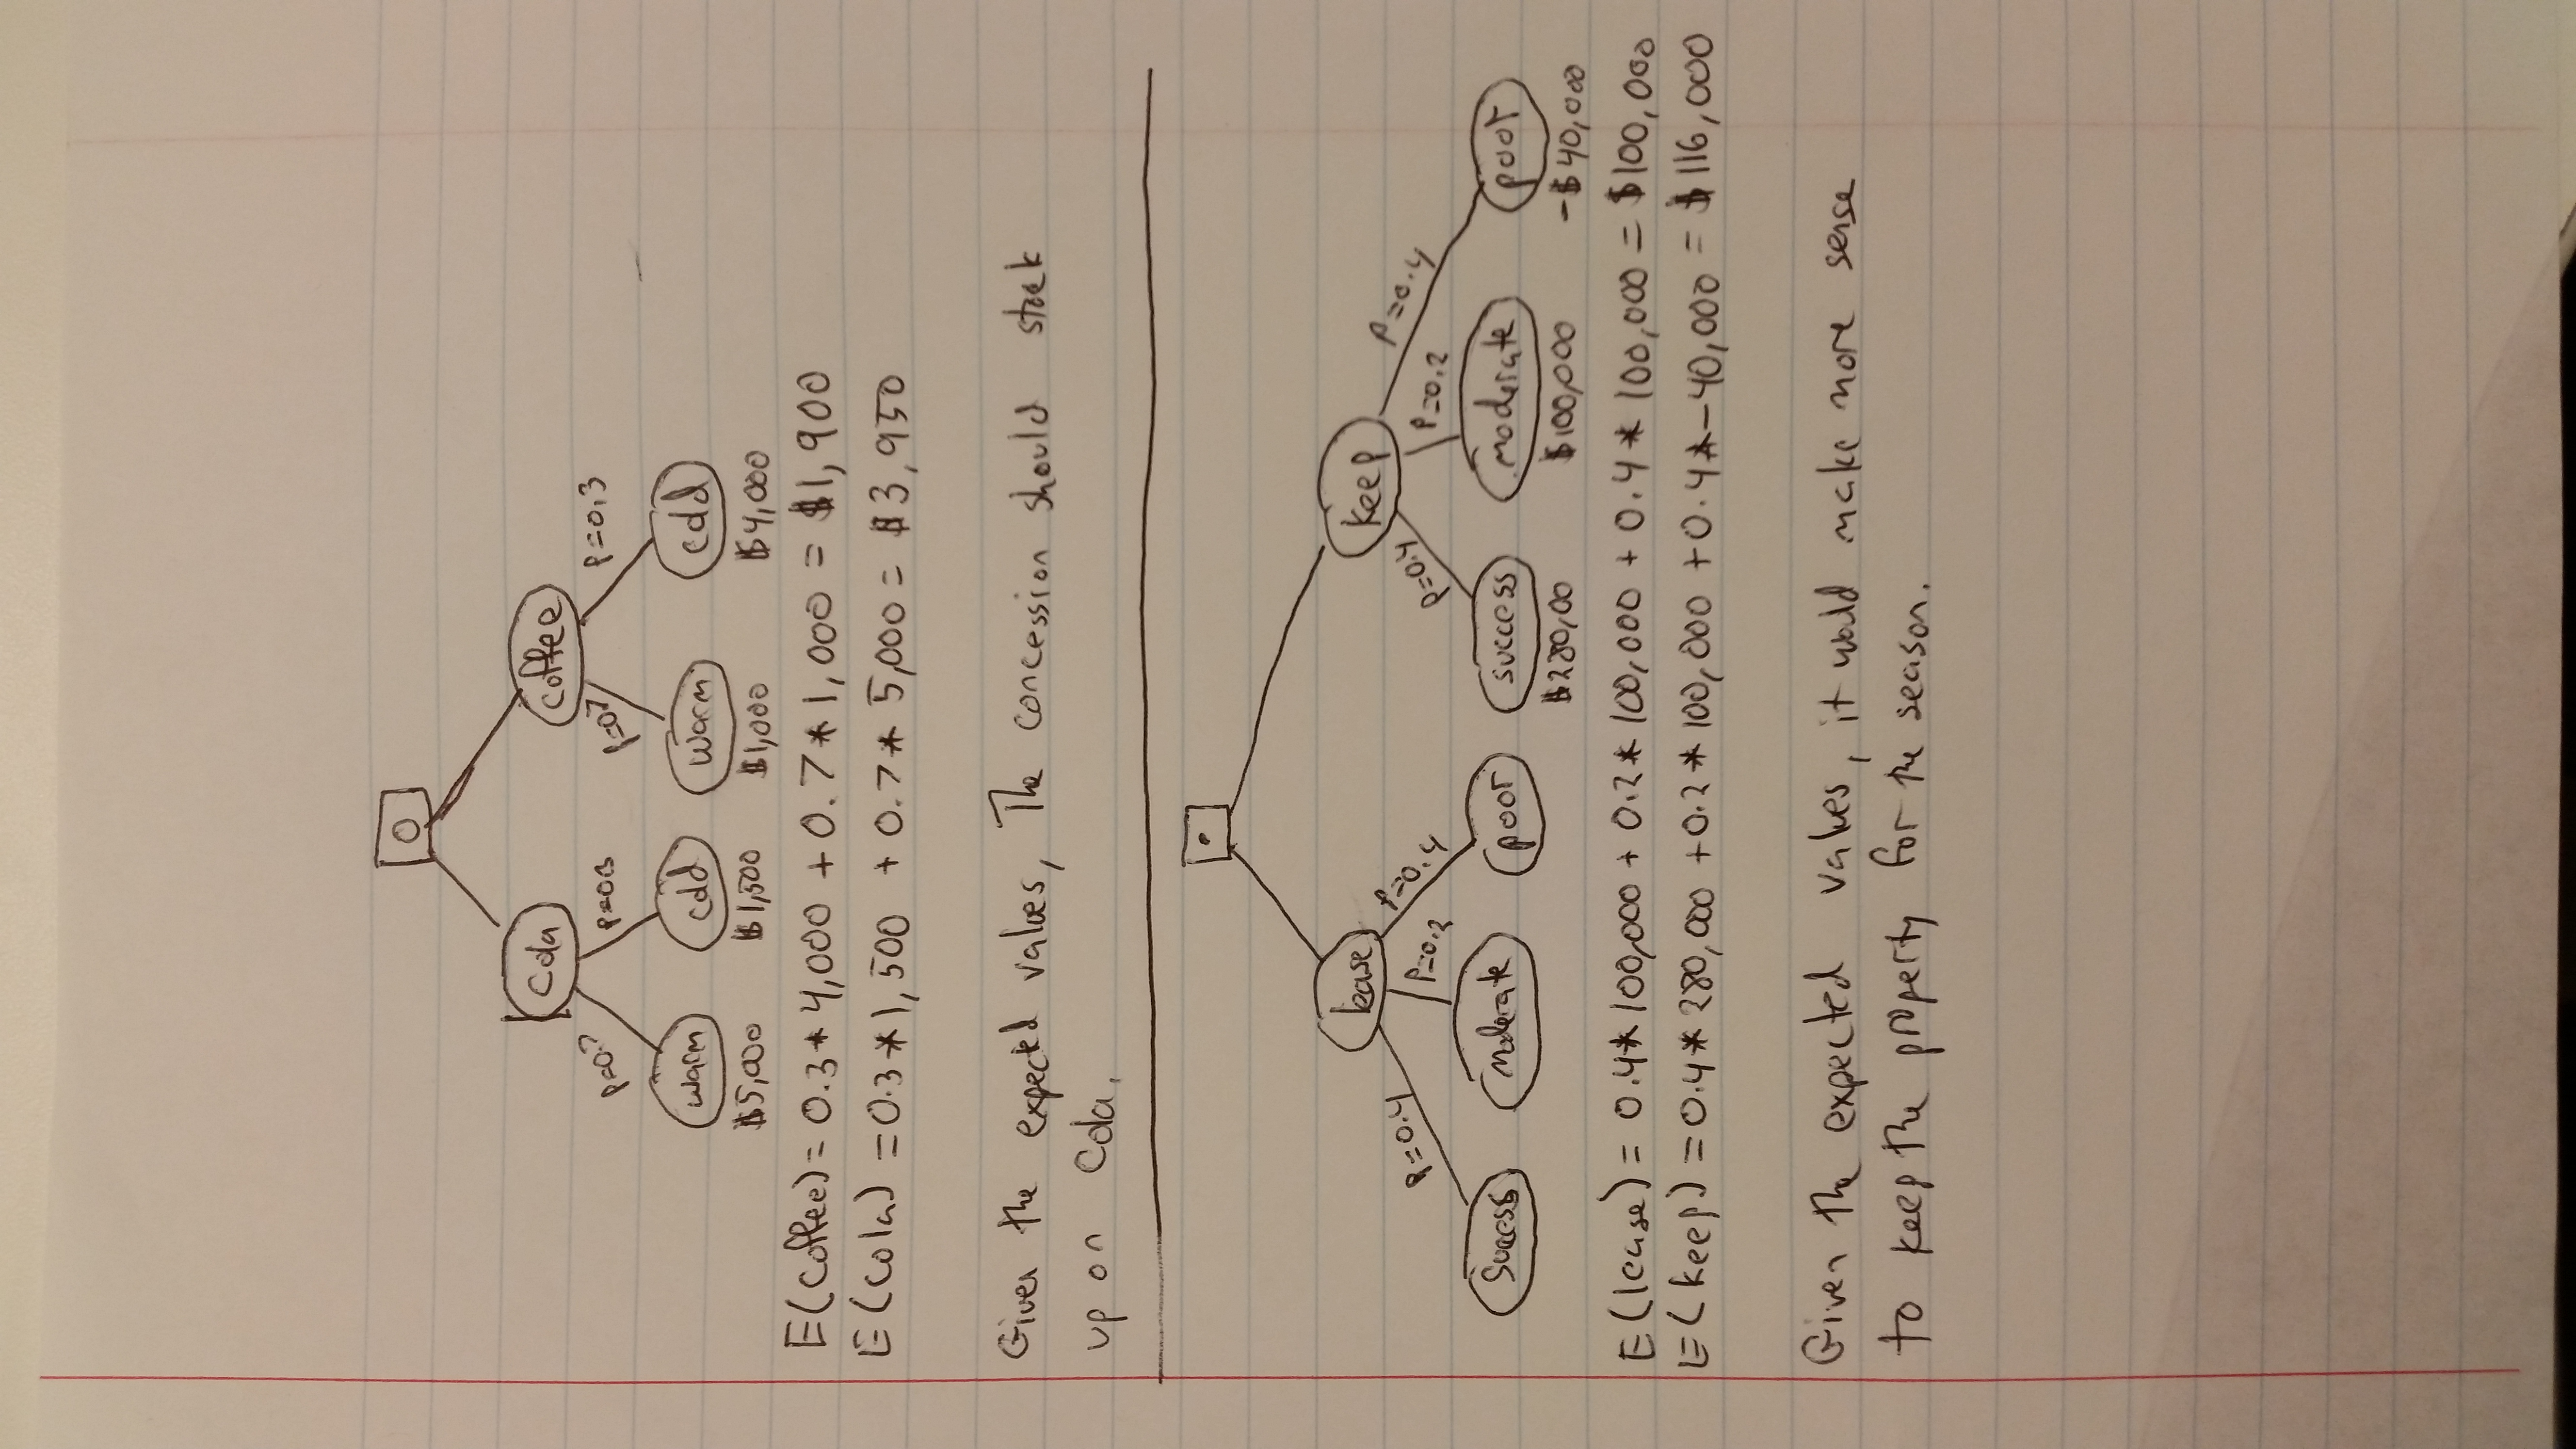 O
Cola coffee
P=0.7 P=0.3 P=0.7 P=0.3
warm cold warm cold
$5,000 $1,500 $1,000 $4,000
E(coffee) = 0.3*4,000 + 0.7*1,000 = $1,900
E(cola) = 0.3*1,500 + 0.7*5,000 = $3,950
Given the expected values, The concession should stock
up on Cola.
lease keep
P=0.4 P=0.2 P=0.4 P=0.4 P=0.2 P=0.4
Success moderate poor success moderate poor
$280,00 $100,000 -$40,000
E(lease) = 0.4*100,000 + 0.2*100,000 + 0.4*100,000 = $100,000
E(keep) = 0.4*280,000 + 0.2*100,000 + 0.4*-40,000 = $116,000
Given the expected values, it would make more sense
to keep the property for the season.